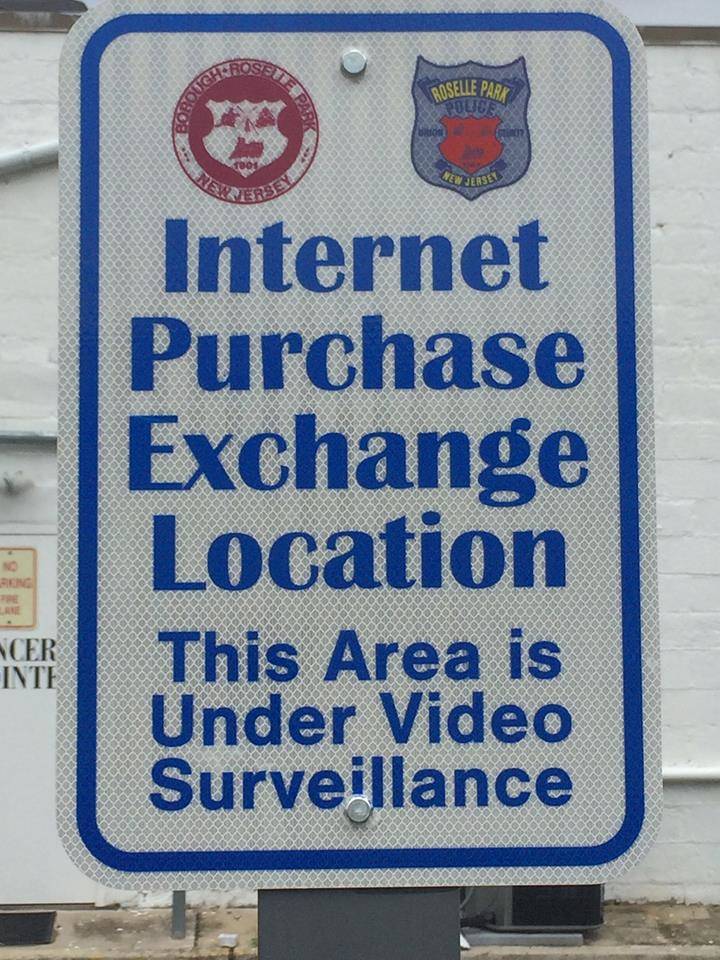 BOROUGH • ROSELLE PARK
1901
NEW JERSEY
ROSELLE PARK
POLICE
UNION COUNTY
NEW JERSEY
Internet
Purchase
Exchange
Location
This Area is
Under Video
Surveillance
NO
RKING
FIRE
LANE
NCER
INTE